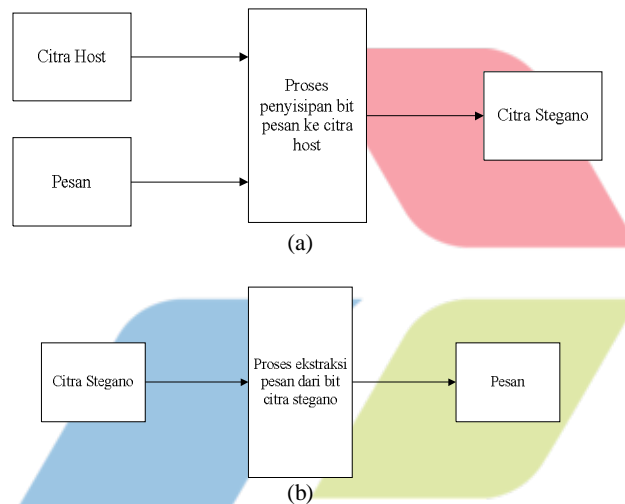 Citra Host
Pesan
Proses
penyisipan bit
pesan ke citra
host
Citra Stegano
(a)
Citra Stegano
Proses ekstraksi
pesan dari bit
citra stegano
Pesan
(b)